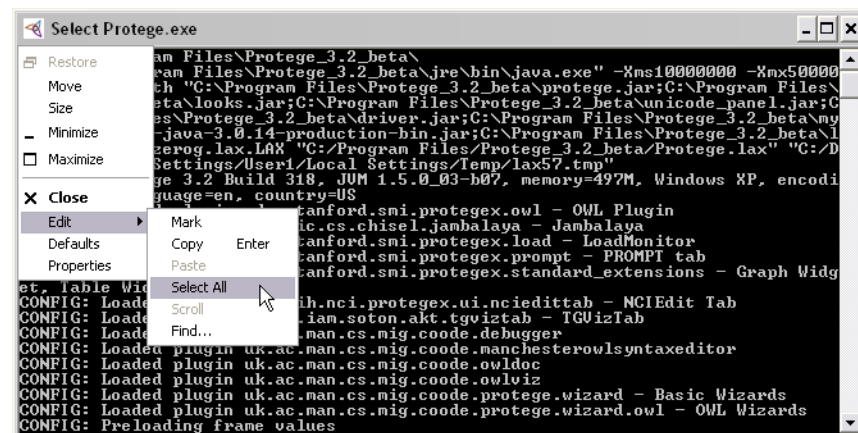 Select Protege.exe
Restore
Move
Size
Minimize
Maximize
Close
Edit
Defaults
Properties
Mark
Copy Enter
Paste
Select All
Scroll
Find...
am Files\Protege_3.2_beta\
ram Files\Protege_3.2_beta\jre\bin\java.exe" -Xms10000000 -Xmx50000
th "C:\Program Files\Protege_3.2_beta\protege.jar;C:\Program Files\
eta\looks.jar;C:\Program Files\Protege_3.2_beta\unicode_panel.jar;C
es\Protege_3.2_beta\driver.jar;C:\Program Files\Protege_3.2_beta\my
-java-3.0.14-production-bin.jar;C:\Program Files\Protege_3.2_beta\l
zerog.lax.LAX "C:/Program Files/Protege_3.2_beta/Protege.lax" "C:/D
Settings/User1/Local Settings/Temp/lax57.tmp"
ge 3.2 Build 318, JVM 1.5.0_03-b07, memory=497M, Windows XP, encodi
guage=en, country=US
tanford.smi.protegex.owl - OWL Plugin
ic.cs.chisel.jambalaya - Jambalaya
tanford.smi.protegex.load - LoadMonitor
tanford.smi.protegex.prompt - PROMPT tab
tanford.smi.protegex.standard_extensions - Graph Widg
et, Table Wid
CONFIG: Loade ih.nci.protegex.ui.nciedittab - NCIEdit Tab
CONFIG: Loade .iam.soton.akt.tgviztab - TGVizTab
CONFIG: Loade .man.cs.mig.coode.debugger
CONFIG: Loaded plugin uk.ac.man.cs.mig.coode.manchesterowlsyntaxeditor
CONFIG: Loaded plugin uk.ac.man.cs.mig.coode.owldoc
CONFIG: Loaded plugin uk.ac.man.cs.mig.coode.owlviz
CONFIG: Loaded plugin uk.ac.man.cs.mig.coode.protege.wizard - Basic Wizards
CONFIG: Loaded plugin uk.ac.man.cs.mig.coode.protege.wizard.owl - OWL Wizards
CONFIG: Preloading frame values